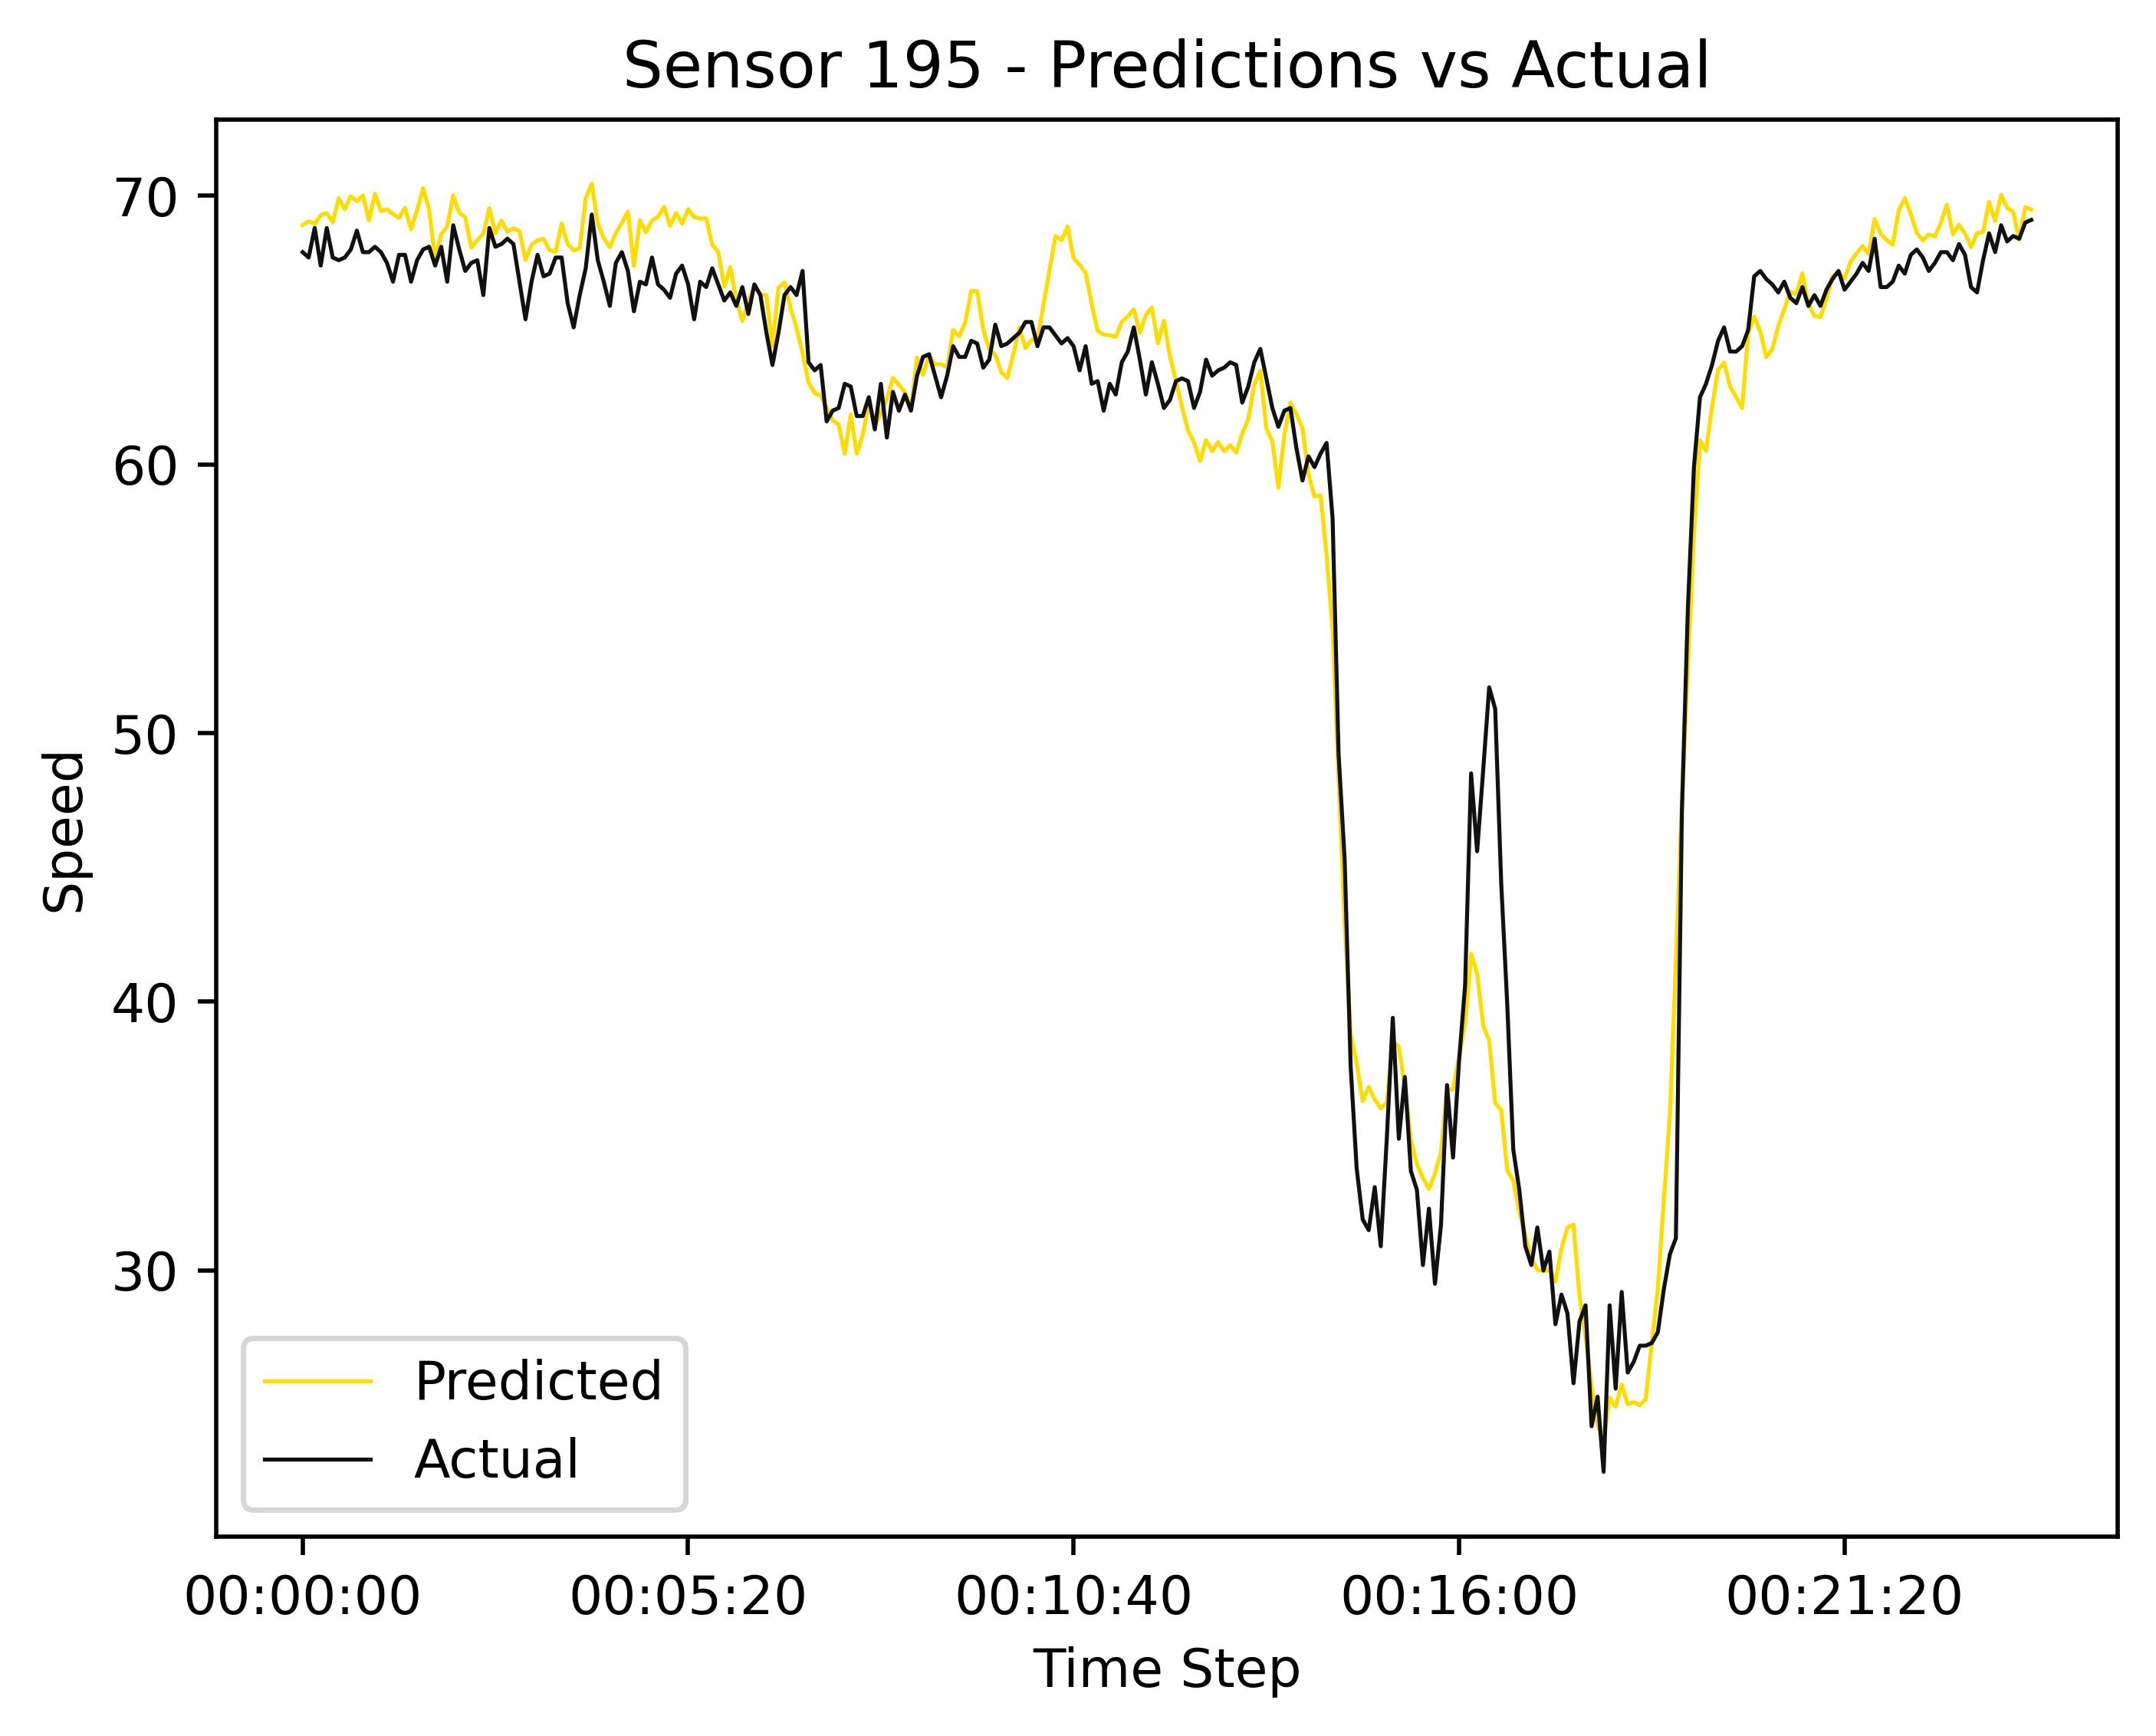 Sensor 195 - Predictions vs Actual
70
60
50
40
30
Speed
Predicted
Actual
00:00:00 00:05:20 00:10:40 00:16:00 00:21:20
Time Step